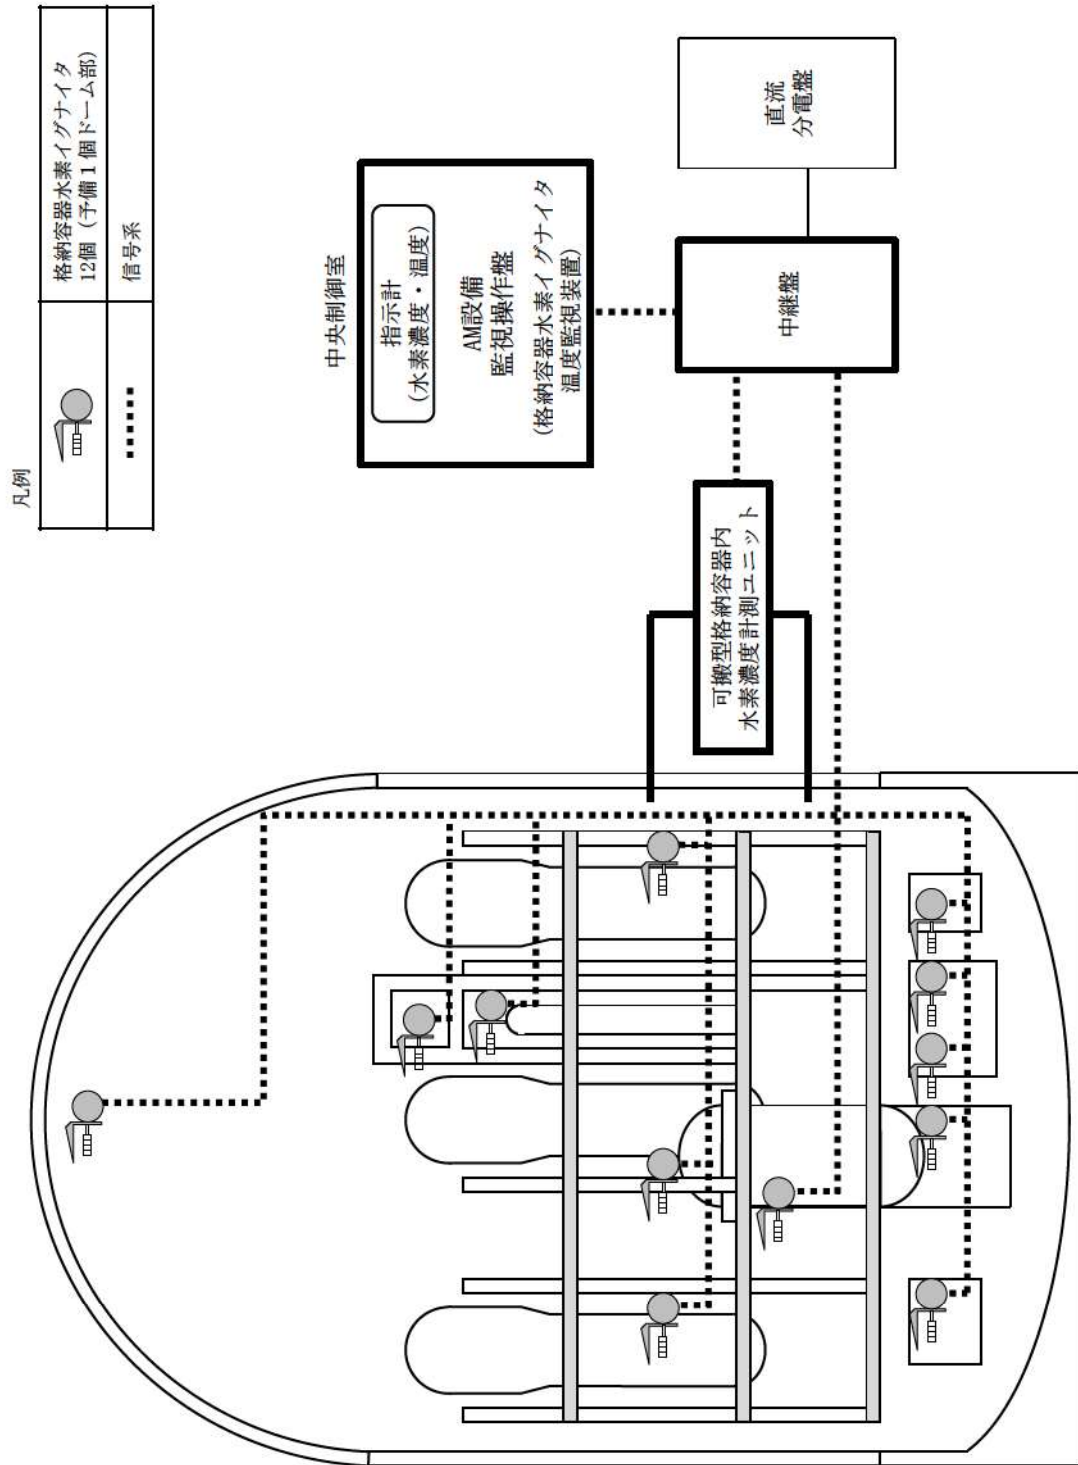 凡例
格納容器水素イグナイタ
12個(予備1個ドーム部)
信号系
中央制御室
指示計
(水素濃度・温度)
AM設備
監視操作盤
(格納容器水素イグナイタ
温度監視装置)
直流
分電盤
中継盤
可搬型格納容器内
水素濃度計測ユニット